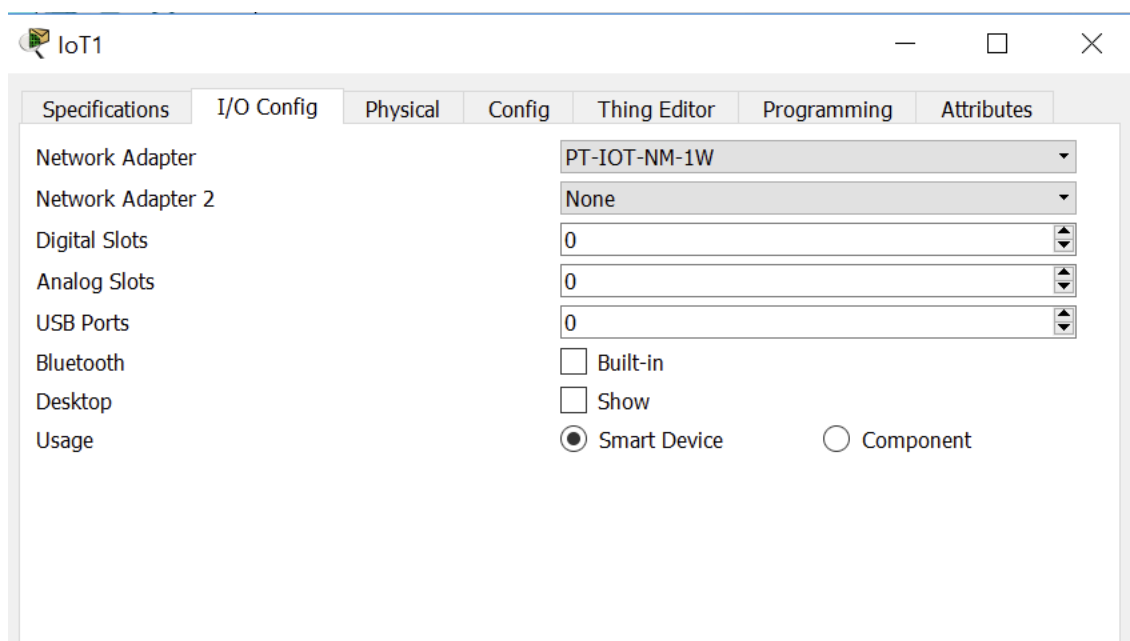 IoT1
Specifications I/O Config Physical Config Thing Editor Programming Attributes
Network Adapter PT-IOT-NM-1W
Network Adapter 2 None
Digital Slots 0
Analog Slots 0
USB Ports 0
Bluetooth Built-in
Desktop Show
Usage Smart Device Component